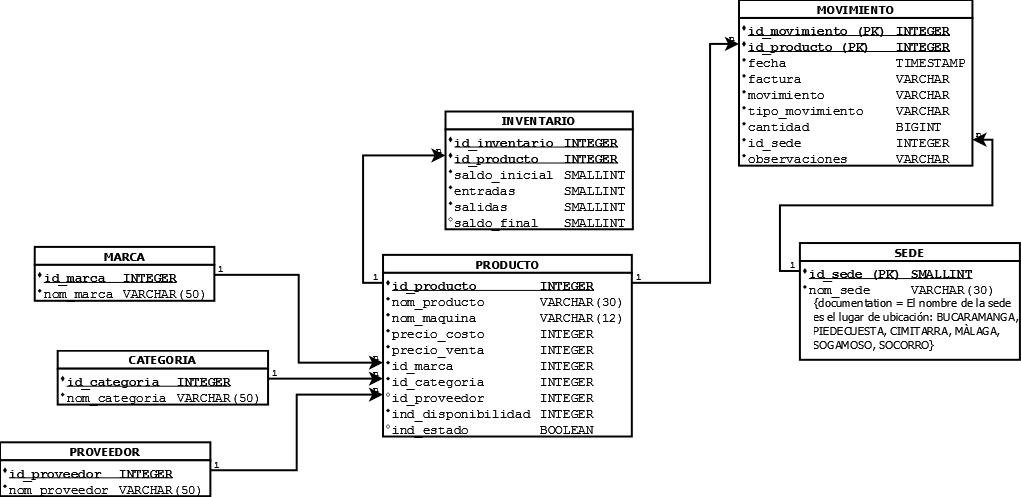 MOVIMIENTO
id_movimiento (PK) INTEGER
id_producto (PK) INTEGER
fecha TIMESTAMP
factura VARCHAR
movimiento VARCHAR
tipo_movimiento VARCHAR
cantidad BIGINT
id_sede INTEGER
observaciones VARCHAR
INVENTARIO
id_inventario INTEGER
id_producto INTEGER
saldo_inicial SMALLINT
entradas SMALLINT
salidas SMALLINT
saldo_final SMALLINT
MARCA
id_marca INTEGER
nom_marca VARCHAR(50)
1
PRODUCTO
id_producto INTEGER
nom_producto VARCHAR(30)
nom_maquina VARCHAR(12)
precio_costo INTEGER
precio_venta INTEGER
id_marca INTEGER
id_categoria INTEGER
id_proveedor INTEGER
ind_disponibilidad INTEGER
ind_estado BOOLEAN
1
1
SEDE
id_sede (PK) SMALLINT
nom_sede VARCHAR(30)
{documentation = El nombre de la sede
es el lugar de ubicación: BUCARAMANGA,
PIEDECUESTA, CIMITARRA, MÀLAGA,
SOGAMOSO, SOCORRO}
1
CATEGORIA
id_categoria INTEGER
nom_categoria VARCHAR(50)
1
PROVEEDOR
id_proveedor INTEGER
nom_proveedor VARCHAR(50)
1